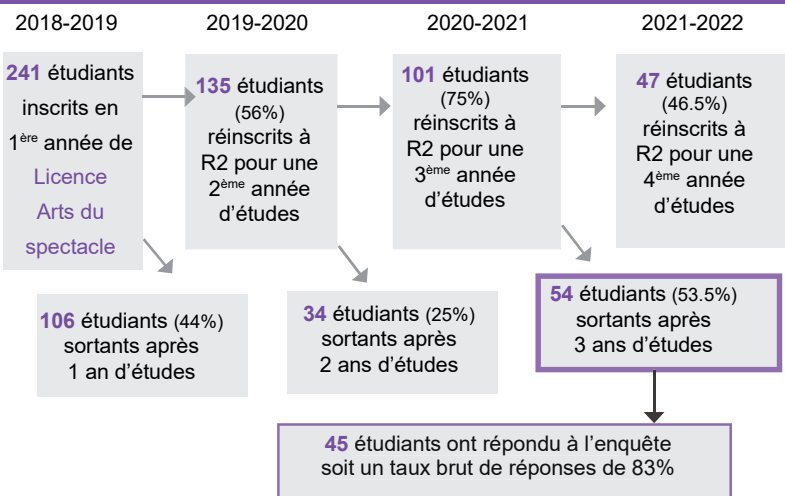 2018-2019
2019-2020
2020-2021
2021-2022
241 étudiants
inscrits en
1ère année de
Licence
Arts du
spectacle
135 étudiants
(56%)
réinscrits à
R2 pour une
2ème année
d’études
101 étudiants
(75%)
réinscrits à
R2 pour une
3ème année
d’études
47 étudiants
(46.5%)
réinscrits à
R2 pour une
4ème année
d’études
106 étudiants (44%)
sortants après
1 an d’études
34 étudiants (25%)
sortants après
2 ans d’études
54 étudiants (53.5%)
sortants après
3 ans d’études
45 étudiants ont répondu à l’enquête
soit un taux brut de réponses de 83%